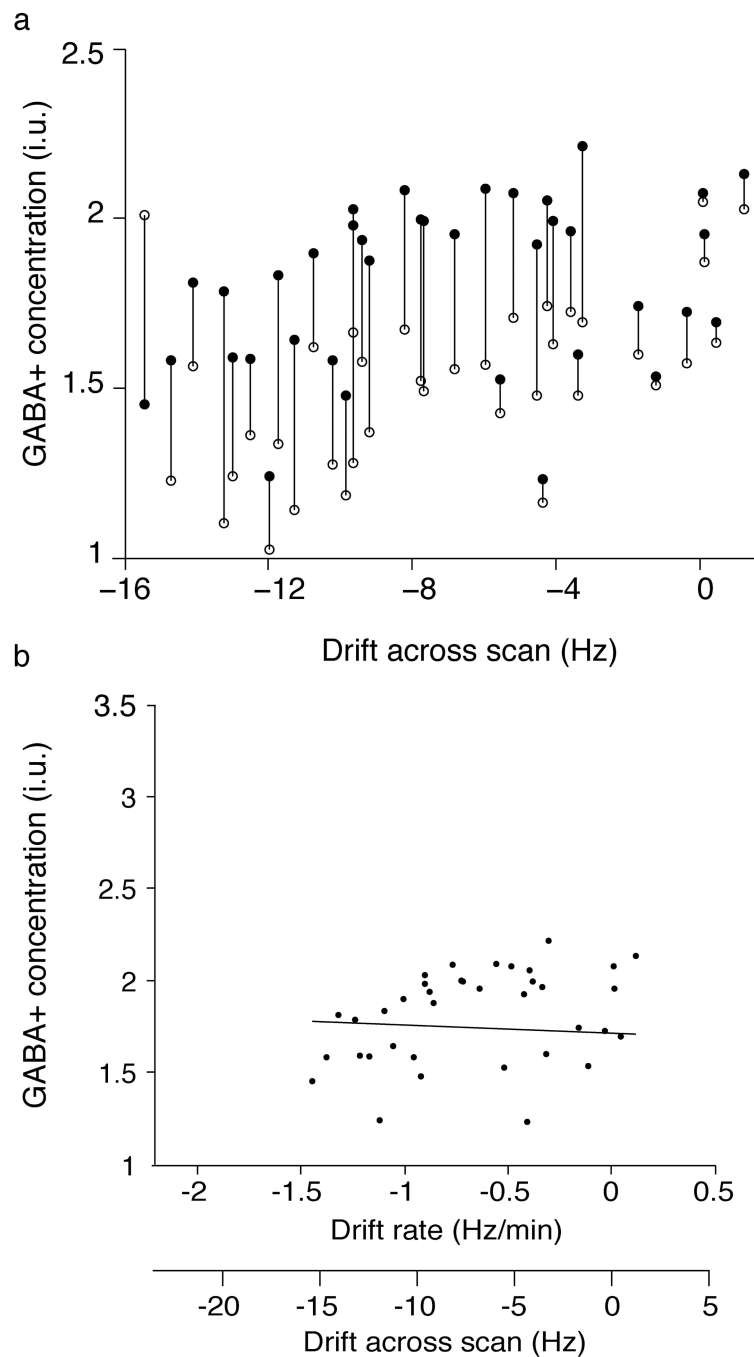 a
GABA+ concentration (i.u.)
2.5
2
1.5
1
−16 −12 −8 −4 0
Drift across scan (Hz)
b
GABA+ concentration (i.u.)
3.5
3
2.5
2
1.5
1
-2 -1.5 -1 -0.5 0 0.5
Drift rate (Hz/min)
-20 -15 -10 -5 0 5
Drift across scan (Hz)